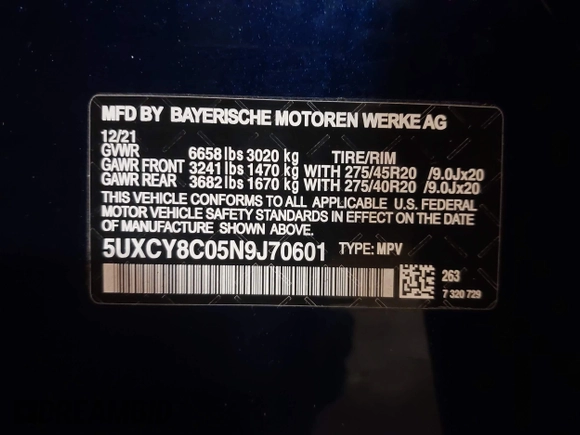 MFD BY BAYERISCHE MOTOREN WERKE AG
12/21
GVWR 6658 lbs 3020 kg TIRE/RIM
GAWR FRONT 3241 lbs 1470 kg WITH 275/45R20 /9.0Jx20
GAWR REAR 3682 lbs 1670 kg WITH 275/40R20 /9.0Jx20
THIS VEHICLE CONFORMS TO ALL APPLICABLE U.S. FEDERAL
MOTOR VEHICLE SAFETY STANDARDS IN EFFECT ON THE DATE
OF MANUFACTURE SHOWN ABOVE.
5UXCY8C05N9J70601 TYPE: MPV
263
7 320 729